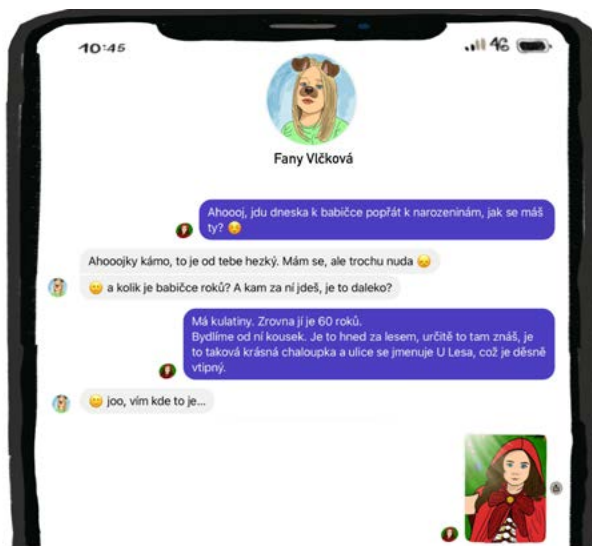 10:45
4G
Fany Vlčková
Ahoooj, jdu dneska k babičce popřát k narozeninám, jak se máš
ty? 😊
Ahooojky kámo, to je od tebe hezký. Mám se, ale trochu nuda 😞
😊 a kolik je babičce roků? A kam za ní jdeš, je to daleko?
Má kulatiny. Zrovna jí je 60 roků.
Bydlíme od ní kousek. Je to hned za lesem, určitě to tam znáš, je
to taková krásná chaloupka a ulice se jmenuje U Lesa, což je děsně
vtipný.
😊 joo, vím kde to je...